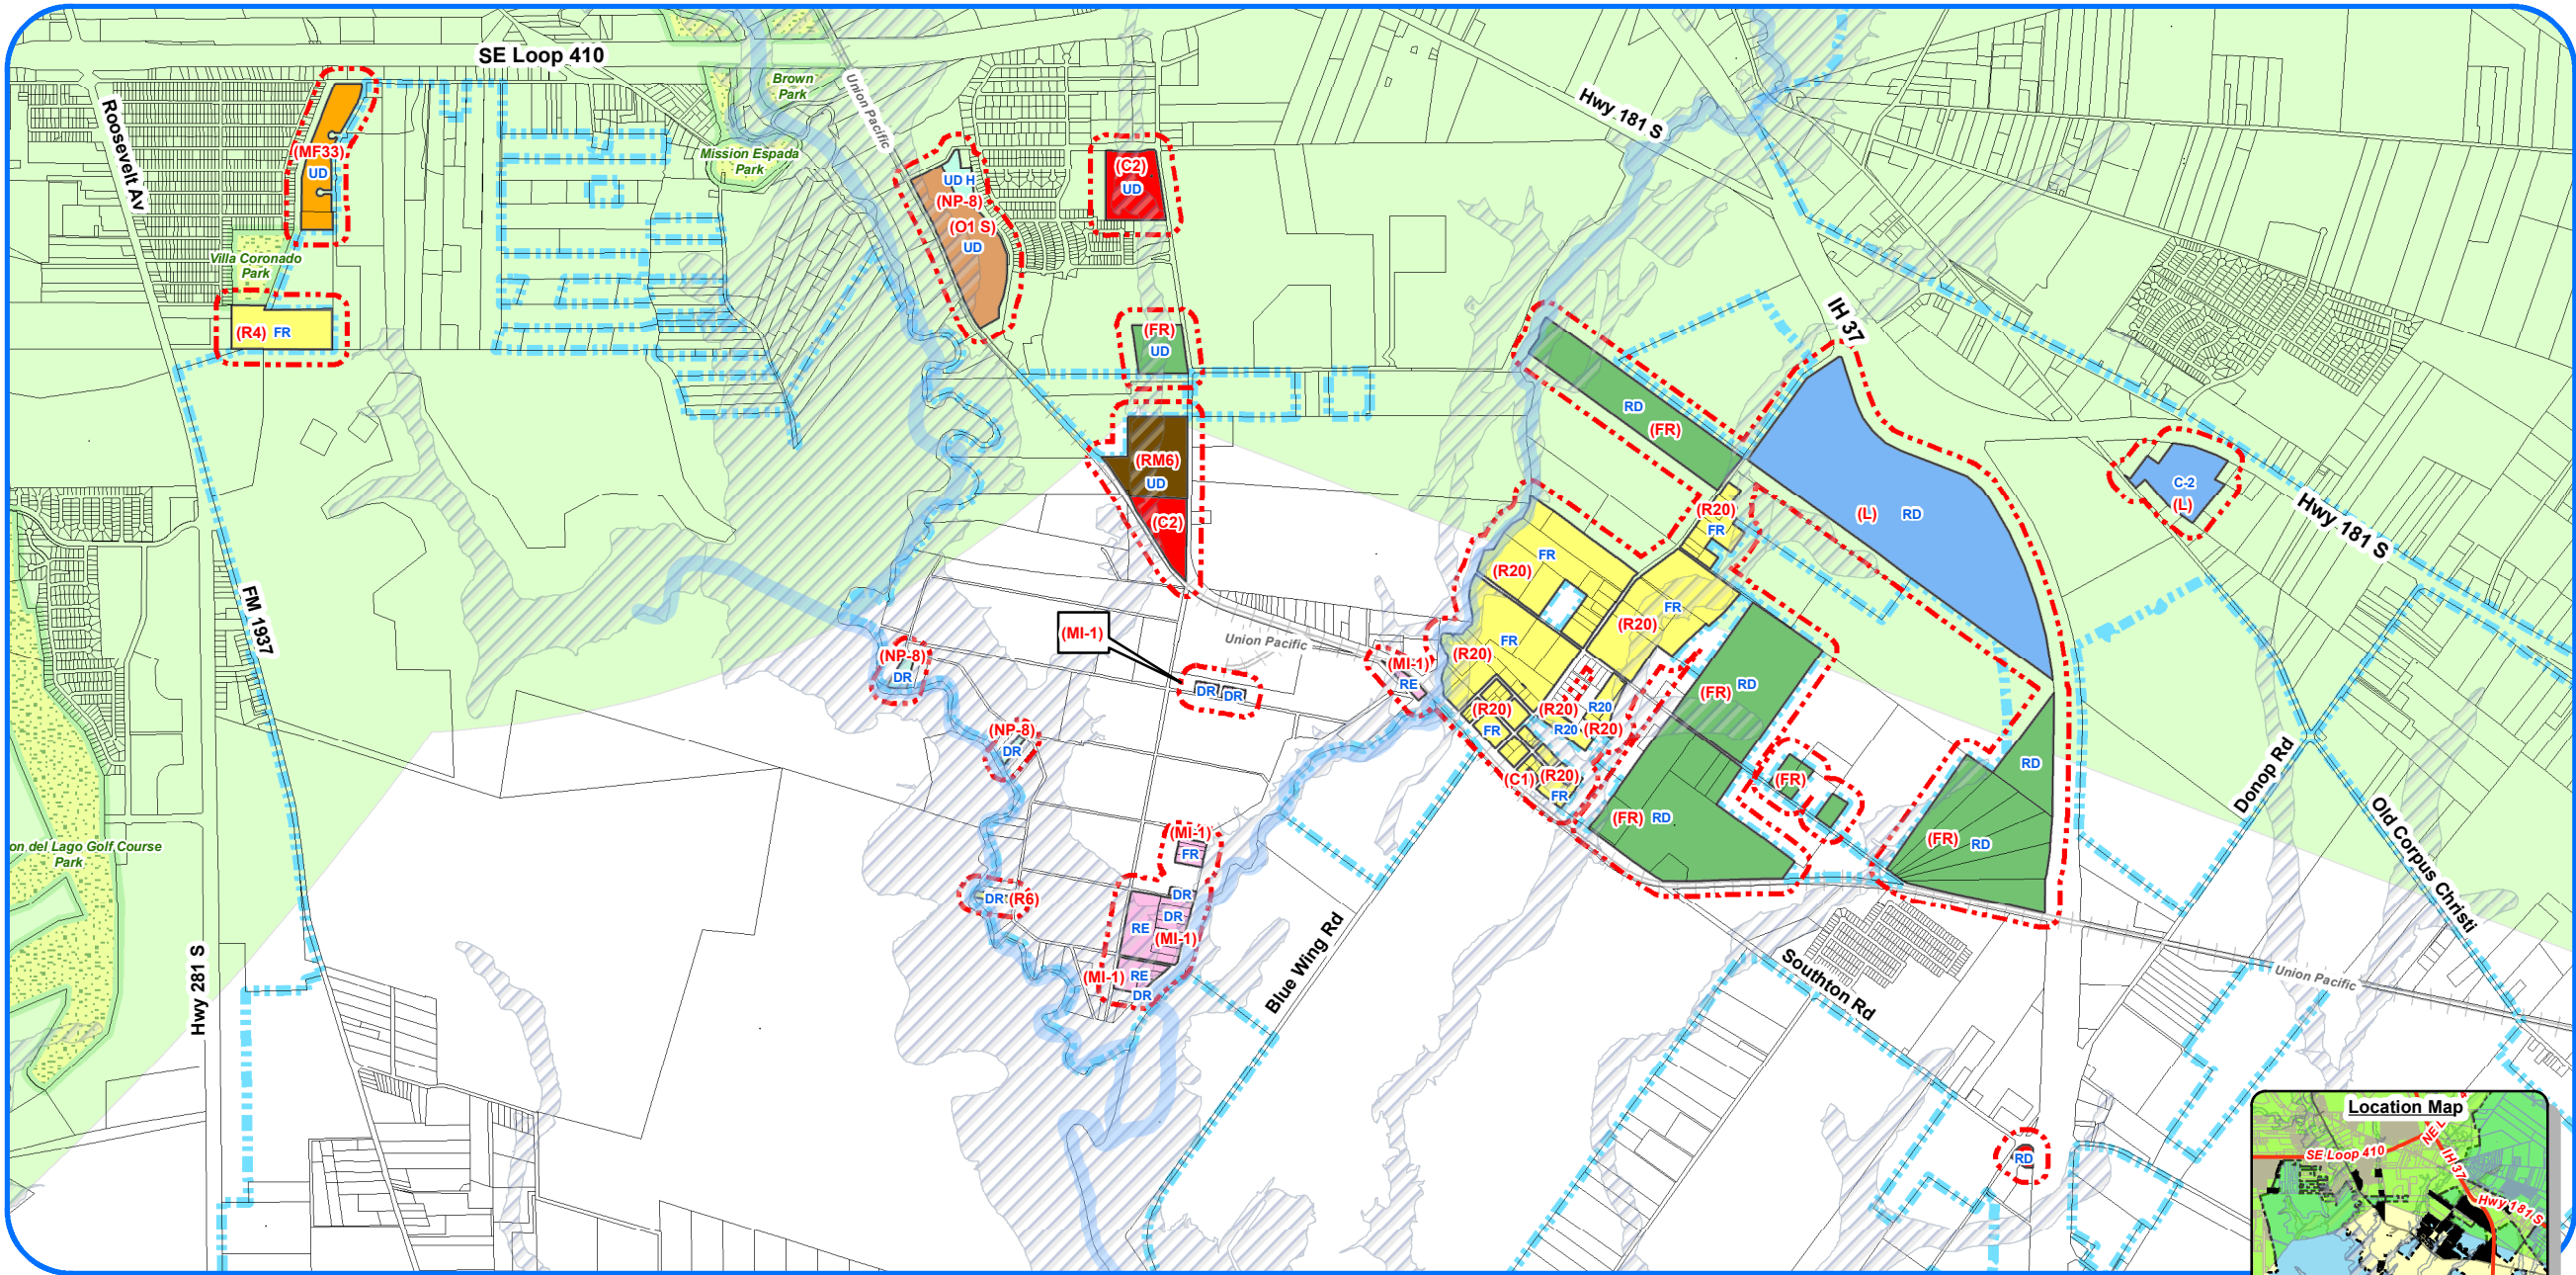 SE Loop 410
Roosevelt Av
(MF33)
UD
Villa Coronado
Park
(R4) FR
Brown
Park
Union Pacific
Mission Espada
Park
UD H
(NP-8)
(O1 S)
UD
(C2)
UD
(FR)
UD
(RM6)
UD
(C2)
Hwy 181 S
IH 37
RD
(FR)
(L) RD
C-2
(L)
Hwy 181 S
(R20)
FR
FR
(R20)
FR
(R20)
FR
(R20)
FM 1937
(MI-1)
Union Pacific
(NP-8)
DR
DR
DR
(MI-1)
RE
(R20)
FR
(R20)
R20
R20
(R20)
(C1)
(R20)
FR
(FR) RD
(FR)
(FR) RD
RD
(FR) RD
(NP-8)
DR
(MI-1)
FR
DR
DR
RE
(MI-1)
(MI-1)
RE
DR
DR (R6)
on del Lago Golf Course
Park
Hwy 281 S
Blue Wing Rd
Southton Rd
Donop Rd
Old Corpus Christi
Union Pacific
RD
Location Map
SE Loop 410
NE L
IH 37
Hwy 181 S